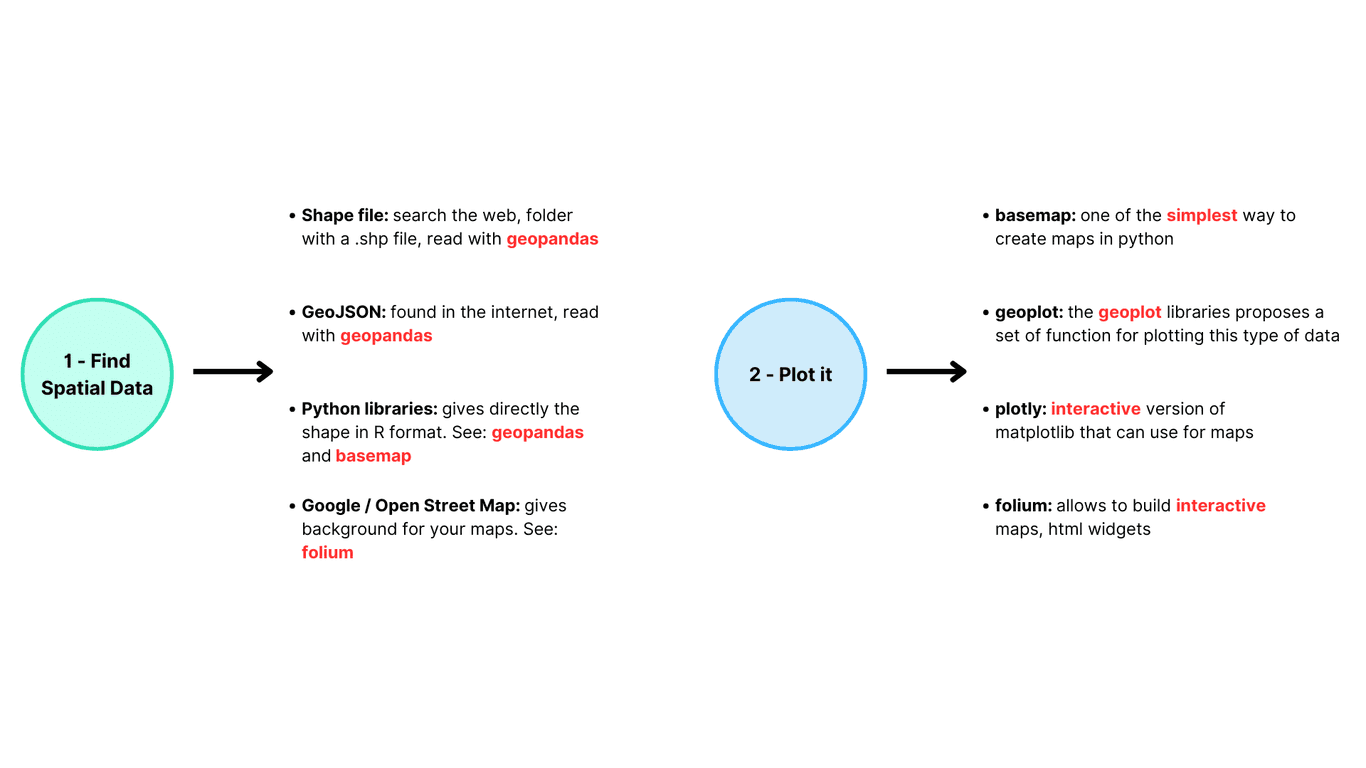 1 - Find
Spatial Data
• Shape file: search the web, folder
with a .shp file, read with geopandas
• GeoJSON: found in the internet, read
with geopandas
• Python libraries: gives directly the
shape in R format. See: geopandas
and basemap
• Google / Open Street Map: gives
background for your maps. See:
folium
2 - Plot it
• basemap: one of the simplest way to
create maps in python
• geoplot: the geoplot libraries proposes a
set of function for plotting this type of data
• plotly: interactive version of
matplotlib that can use for maps
• folium: allows to build interactive
maps, html widgets